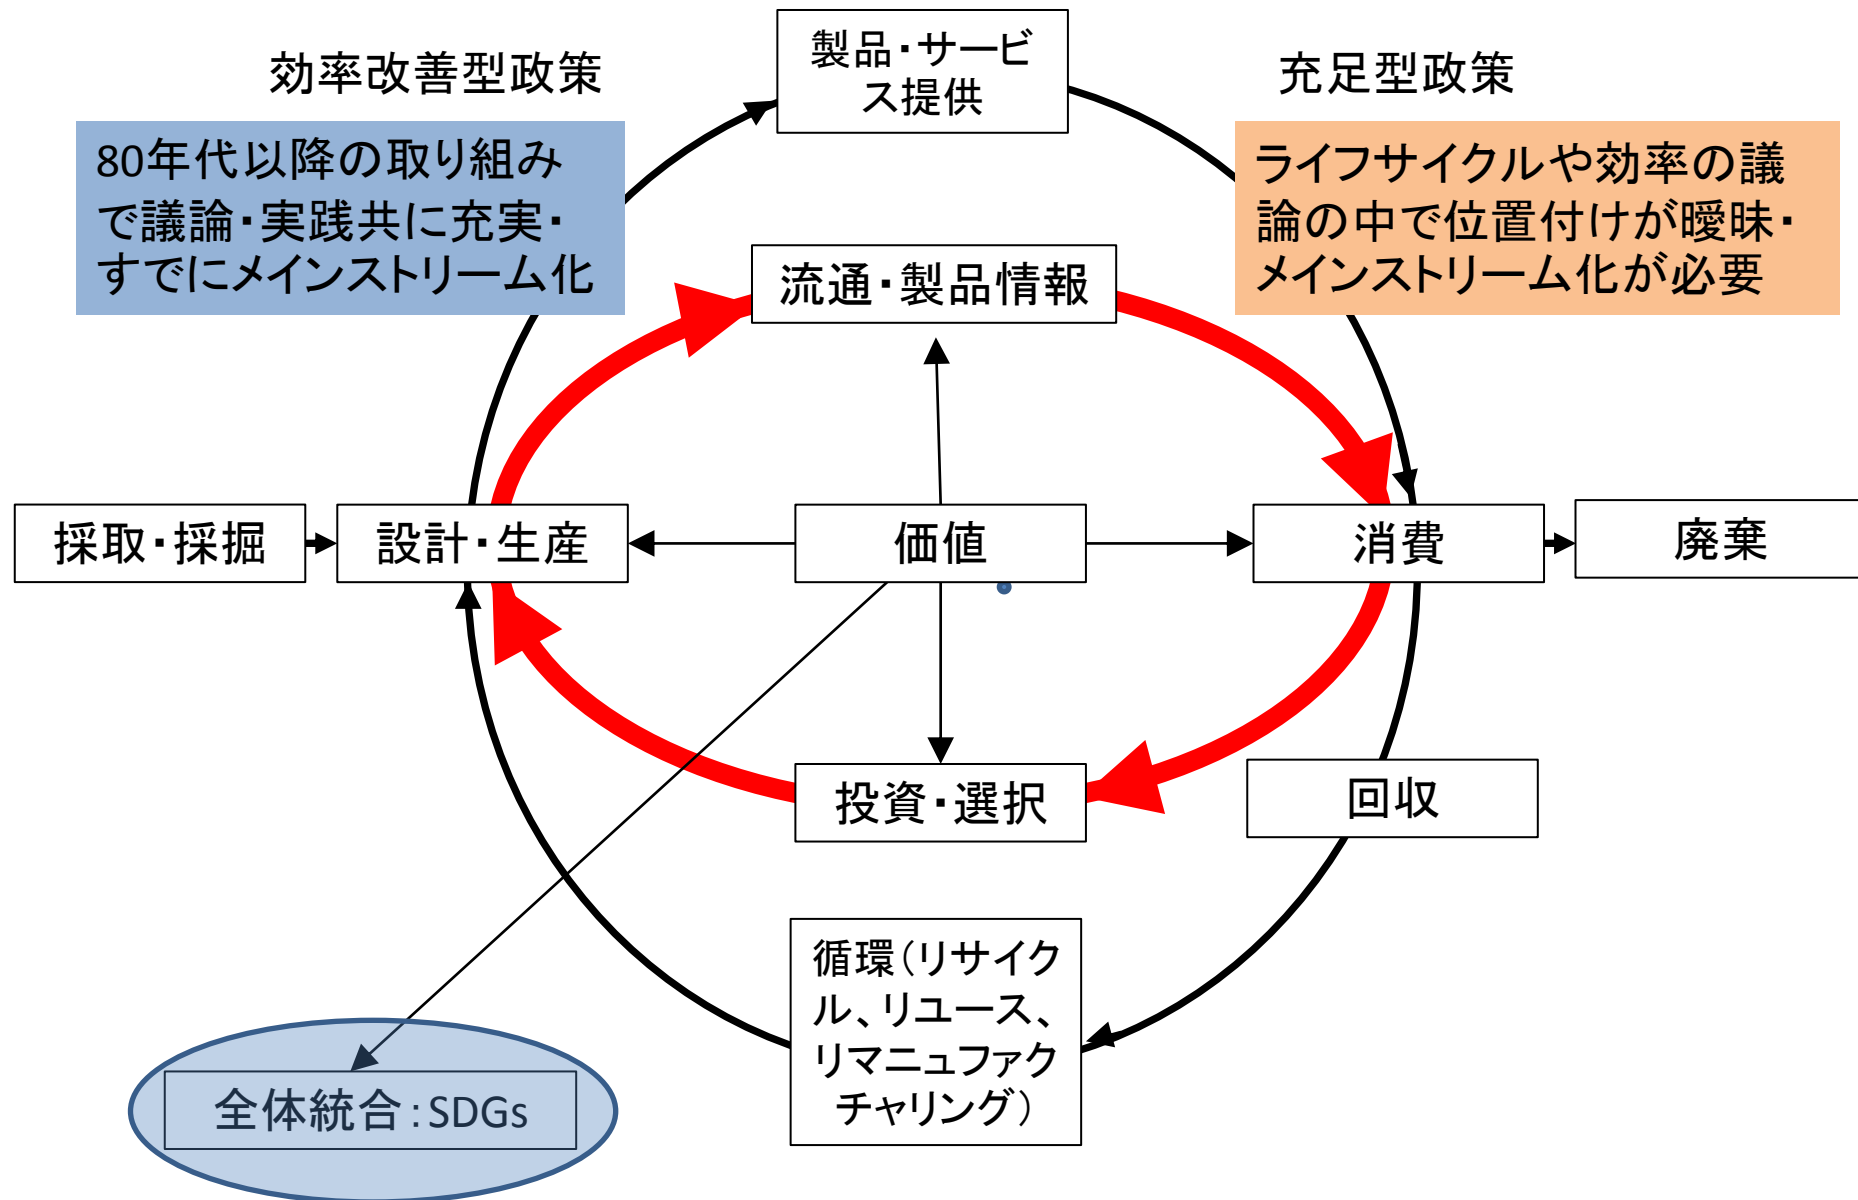 効率改善型政策
製品・サービ
ス提供
充足型政策
80年代以降の取り組み
で議論・実践共に充実・
すでにメインストリーム化
ライフサイクルや効率の議
論の中で位置付けが曖昧・
メインストリーム化が必要
流通・製品情報
採取・採掘
設計・生産
価値
消費
廃棄
投資・選択
回収
循環（リサイク
ル、リユース、
リマニュファク
チャリング）
全体統合：SDGs